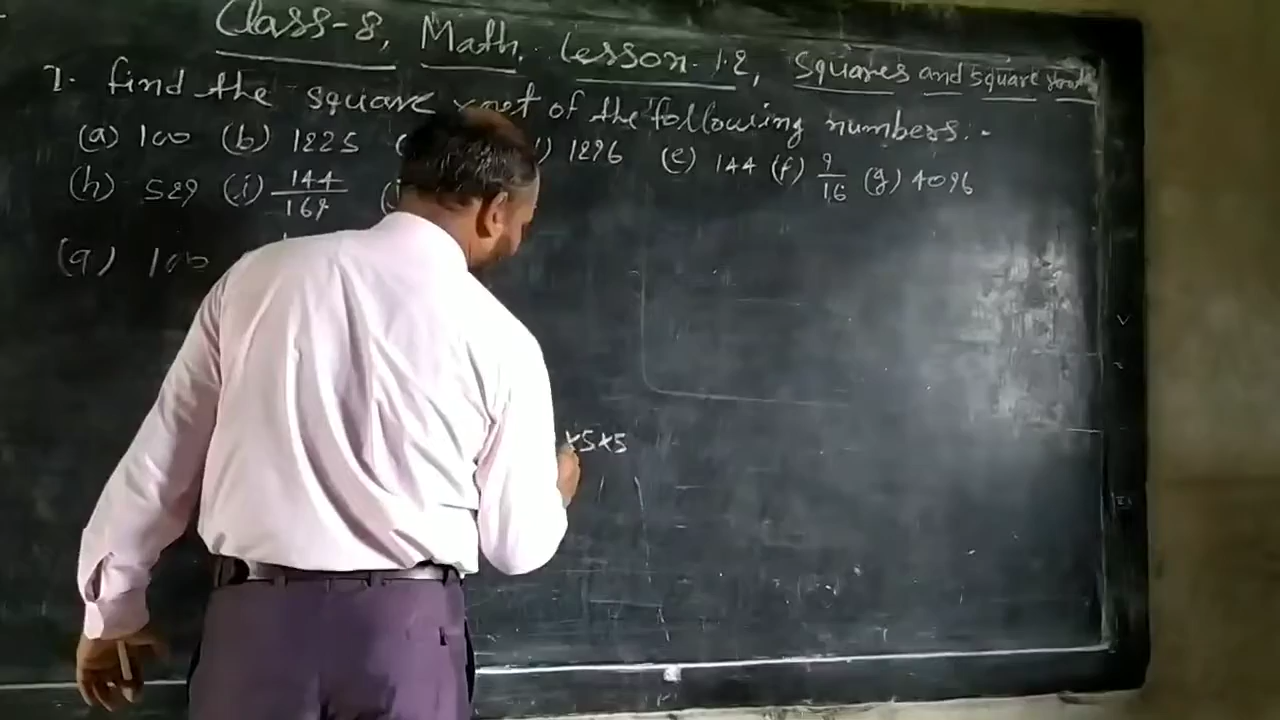 Class-8, Math, Lesson-1.2, Squares and square roots
1. Find the square root of the following numbers:-
(a) 100 (b) 1225 ( ) 1296 (e) 144 (f) 9/16 (g) 4096
(h) 529 (i) 144/169 (
(a) 100
×5×5